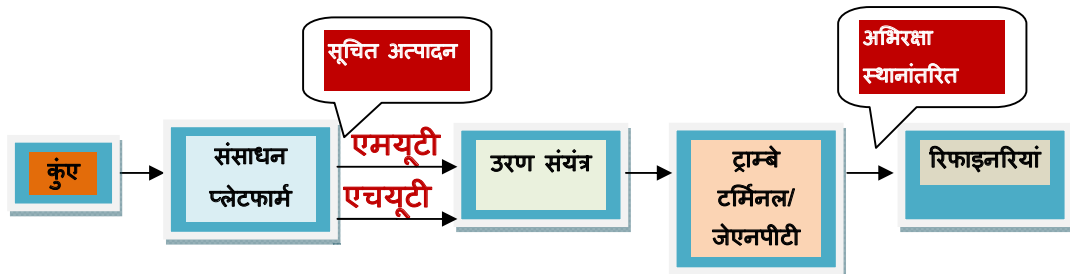 सूचित अत्पादन
अभिरक्षा
स्थानांतरित
कुंए
संसाधन
प्लेटफार्म
एमयूटी
एचयूटी
उरण संयंत्र
ट्राम्बे
टर्मिनल/
जेएनपीटी
रिफाइनरियां